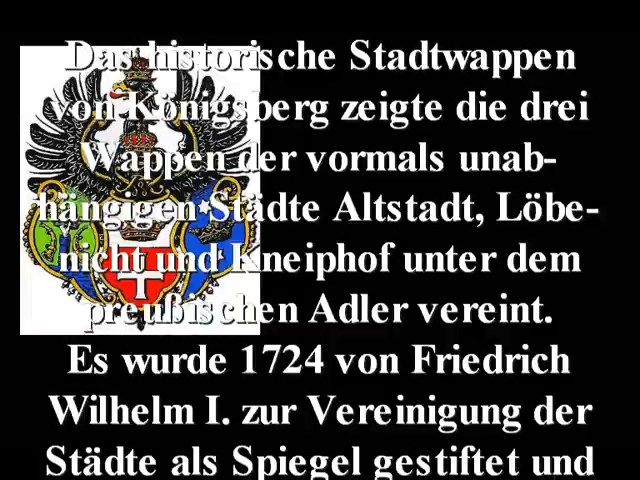 Das historische Stadtwappen
von Königsberg zeigte die drei
Wappen der vormals unab-
hängigen Städte Altstadt, Löbe-
nicht und Kneiphof unter dem
preußischen Adler vereint.
Es wurde 1724 von Friedrich
Wilhelm I. zur Vereinigung der
Städte als Spiegel gestiftet und